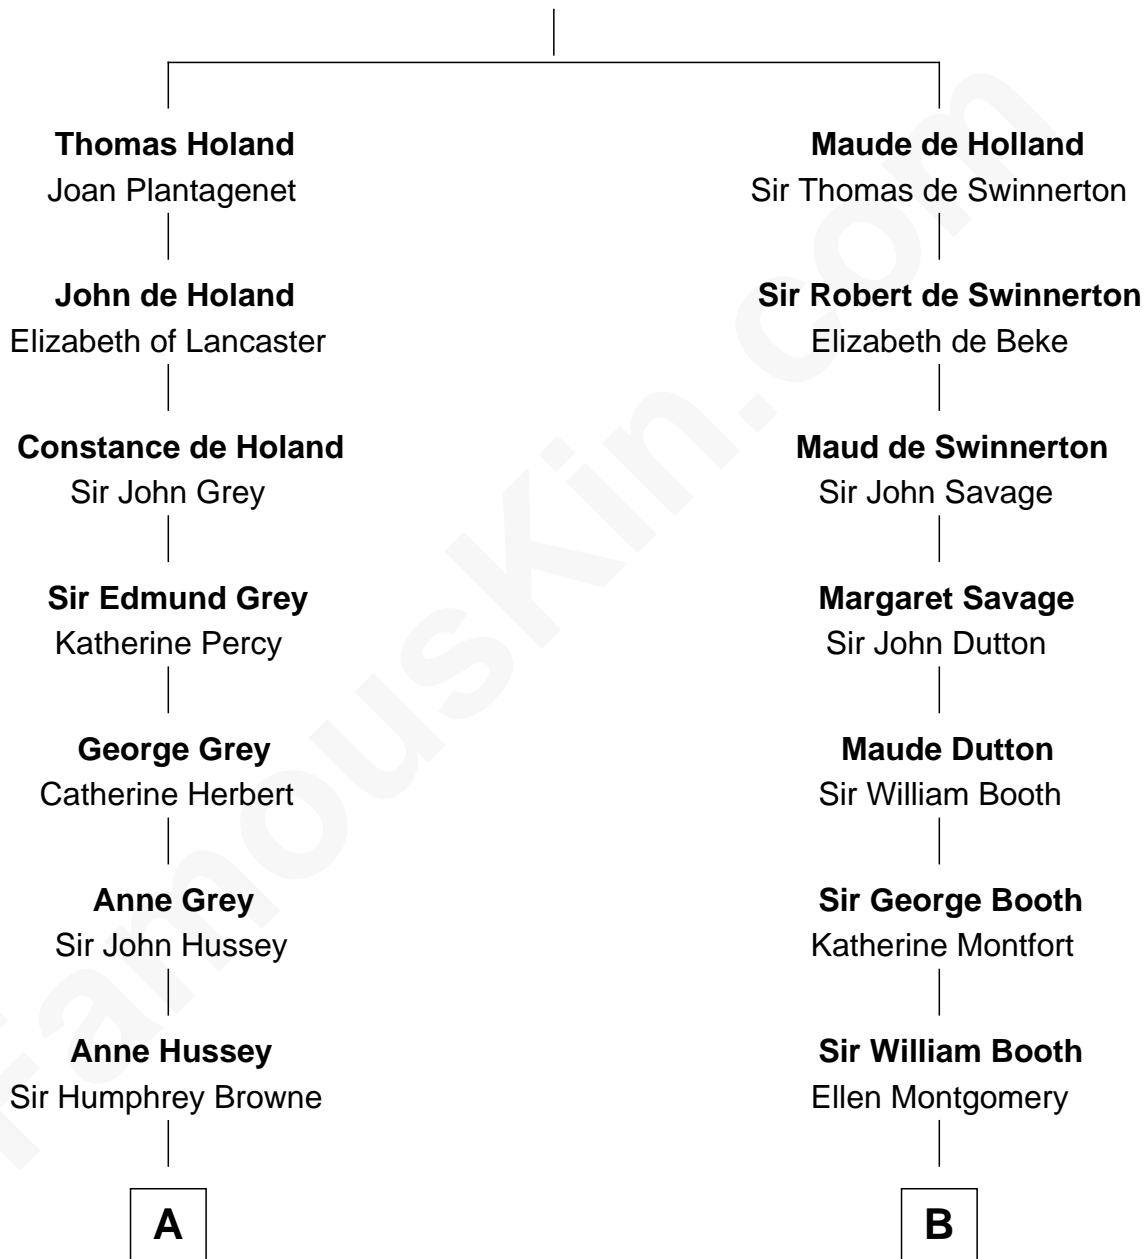 Thomas Holand
Joan Plantagenet
John de Holand
Elizabeth of Lancaster
Constance de Holand
Sir John Grey
Sir Edmund Grey
Katherine Percy
George Grey
Catherine Herbert
Anne Grey
Sir John Hussey
Anne Hussey
Sir Humphrey Browne
A
Maude de Holland
Sir Thomas de Swinnerton
Sir Robert de Swinnerton
Elizabeth de Beke
Maud de Swinnerton
Sir John Savage
Margaret Savage
Sir John Dutton
Maude Dutton
Sir William Booth
Sir George Booth
Katherine Montfort
Sir William Booth
Ellen Montgomery
B
FamousKin.com